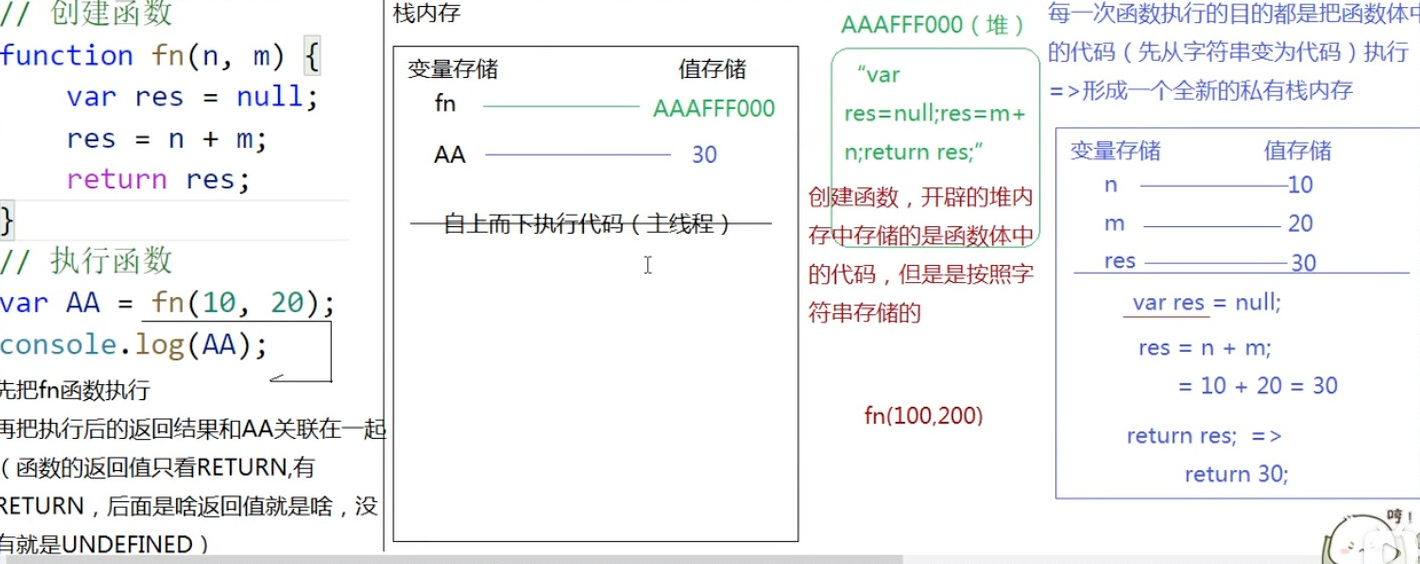 // 创建函数
function fn(n, m) {
var res = null;
res = n + m;
return res;
}
// 执行函数
var AA = fn(10, 20);
console.log(AA);
先把fn函数执行
再把执行后的返回结果和AA关联在一起
（函数的返回值只看RETURN,有
RETURN，后面是啥返回值就是啥，没
有就是UNDEFINED）
栈内存
变量存储 值存储
fn AAAFFF000
AA 30
自上而下执行代码（主线程）
AAAFFF000（堆）
“var
res=null;res=m+
n;return res;”
创建函数，开辟的堆内
存中存储的是函数体中
的代码，但是是按照字
符串存储的
fn(100,200)
每一次函数执行的目的都是把函数体中
的代码（先从字符串变为代码）执行
=>形成一个全新的私有栈内存
变量存储 值存储
n 10
m 20
res 30
var res = null;
res = n + m;
= 10 + 20 = 30
return res; =>
return 30;
哼!